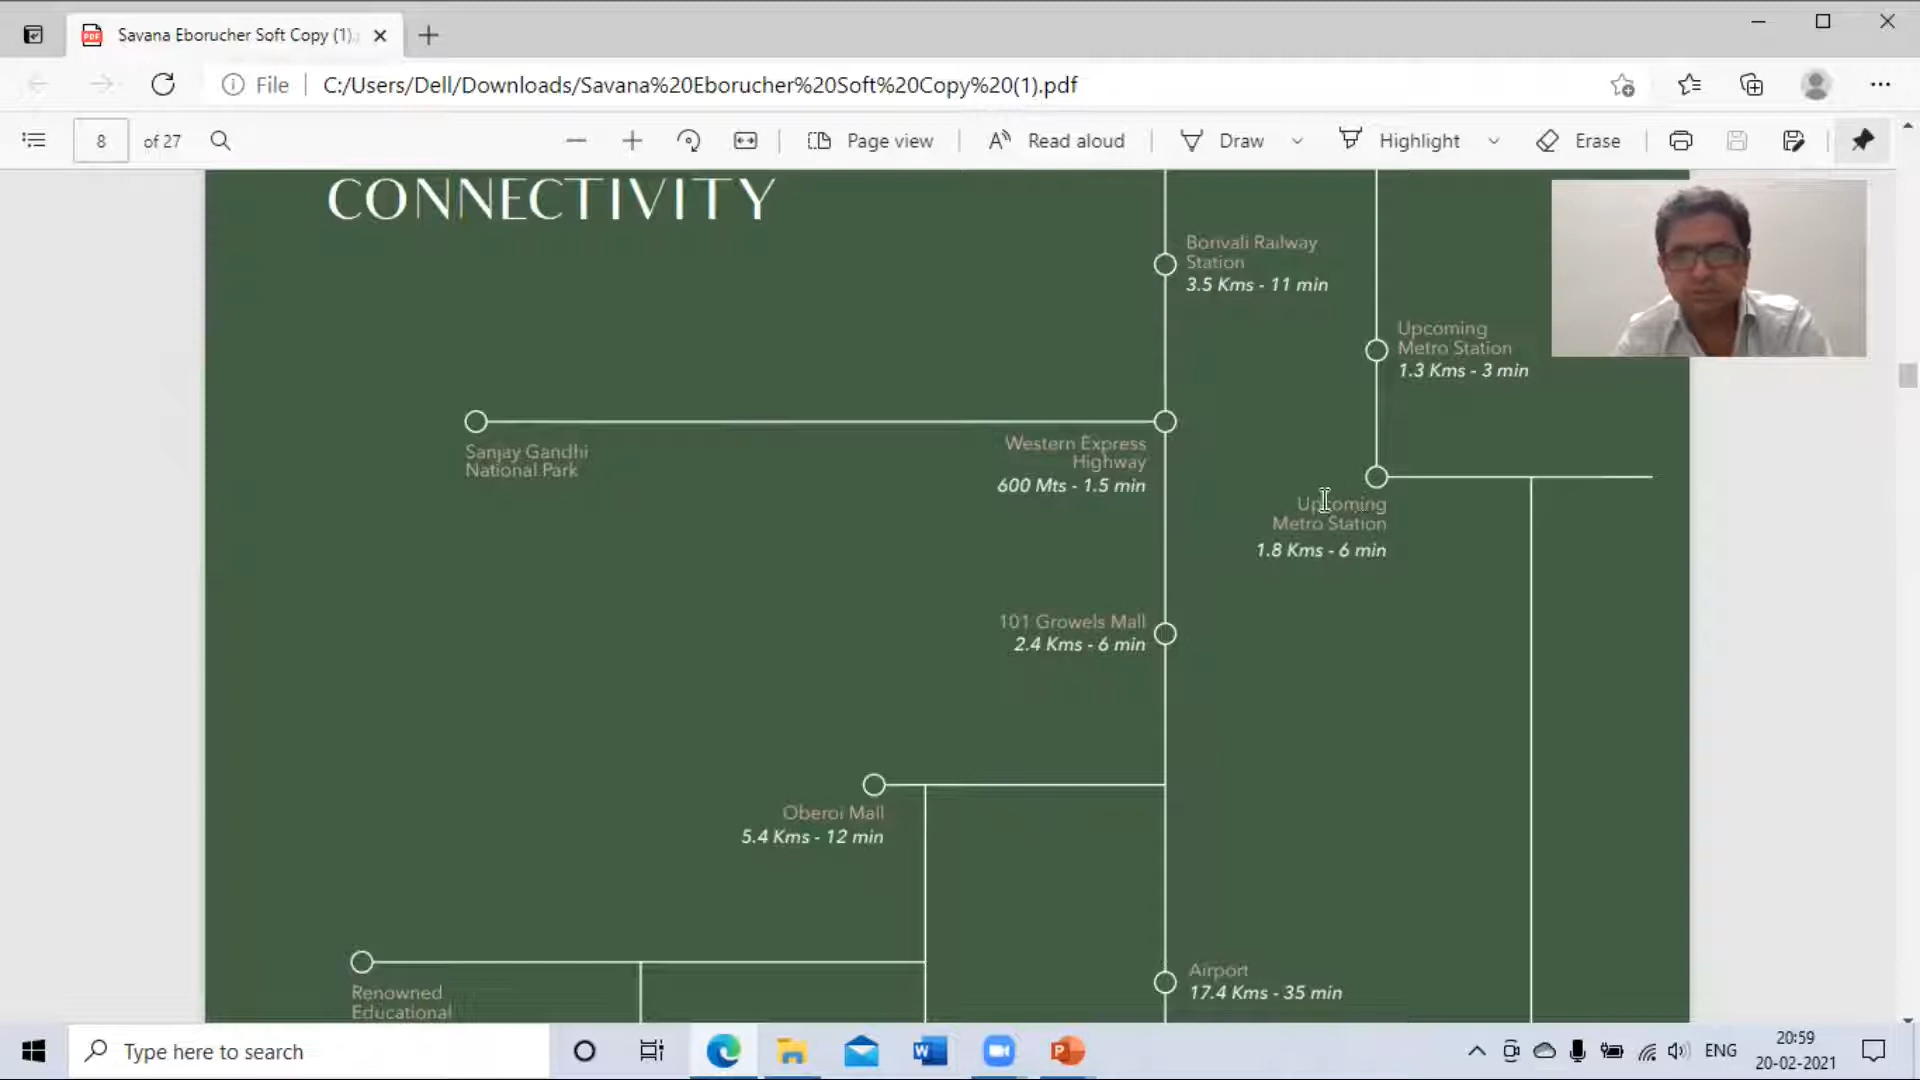 Savana Eborucher Soft Copy (1).
File
C:/Users/Dell/Downloads/Savana%20Eborucher%20Soft%20Copy%20(1).pdf
8 of 27
Page view
Read aloud
Draw
Highlight
Erase
CONNECTIVITY
Borivali Railway
Station
3.5 Kms - 11 min
Upcoming
Metro Station
1.3 Kms - 3 min
Sanjay Gandhi
National Park
Western Express
Highway
600 Mts - 1.5 min
Upcoming
Metro Station
1.8 Kms - 6 min
101 Growels Mall
2.4 Kms - 6 min
Oberoi Mall
5.4 Kms - 12 min
Renowned
Educational
Airport
17.4 Kms - 35 min
Type here to search
ENG
20:59
20-02-2021